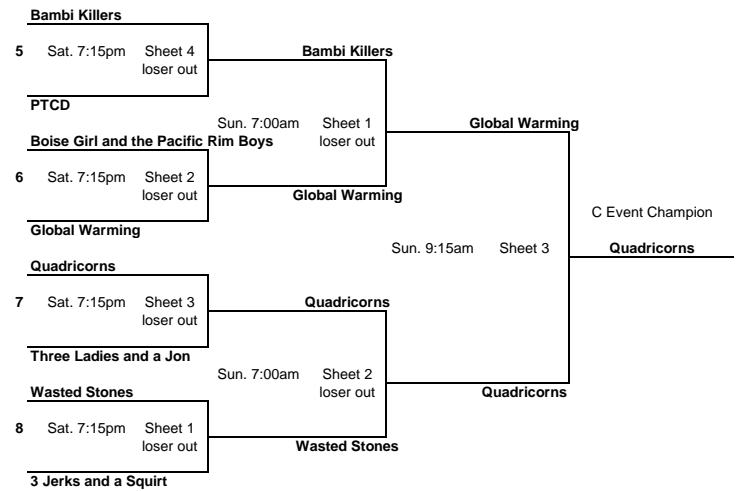 Bambi Killers
5 Sat. 7:15pm Sheet 4 Bambi Killers
loser out
PTCD
Sun. 7:00am Sheet 1 Global Warming
Boise Girl and the Pacific Rim Boys loser out
6 Sat. 7:15pm Sheet 2
loser out Global Warming
C Event Champion
Global Warming
Sun. 9:15am Sheet 3 Quadricorns
Quadricorns
7 Sat. 7:15pm Sheet 3 Quadricorns
loser out
Three Ladies and a Jon
Sun. 7:00am Sheet 2
Wasted Stones loser out Quadricorns
8 Sat. 7:15pm Sheet 1
loser out Wasted Stones
3 Jerks and a Squirt